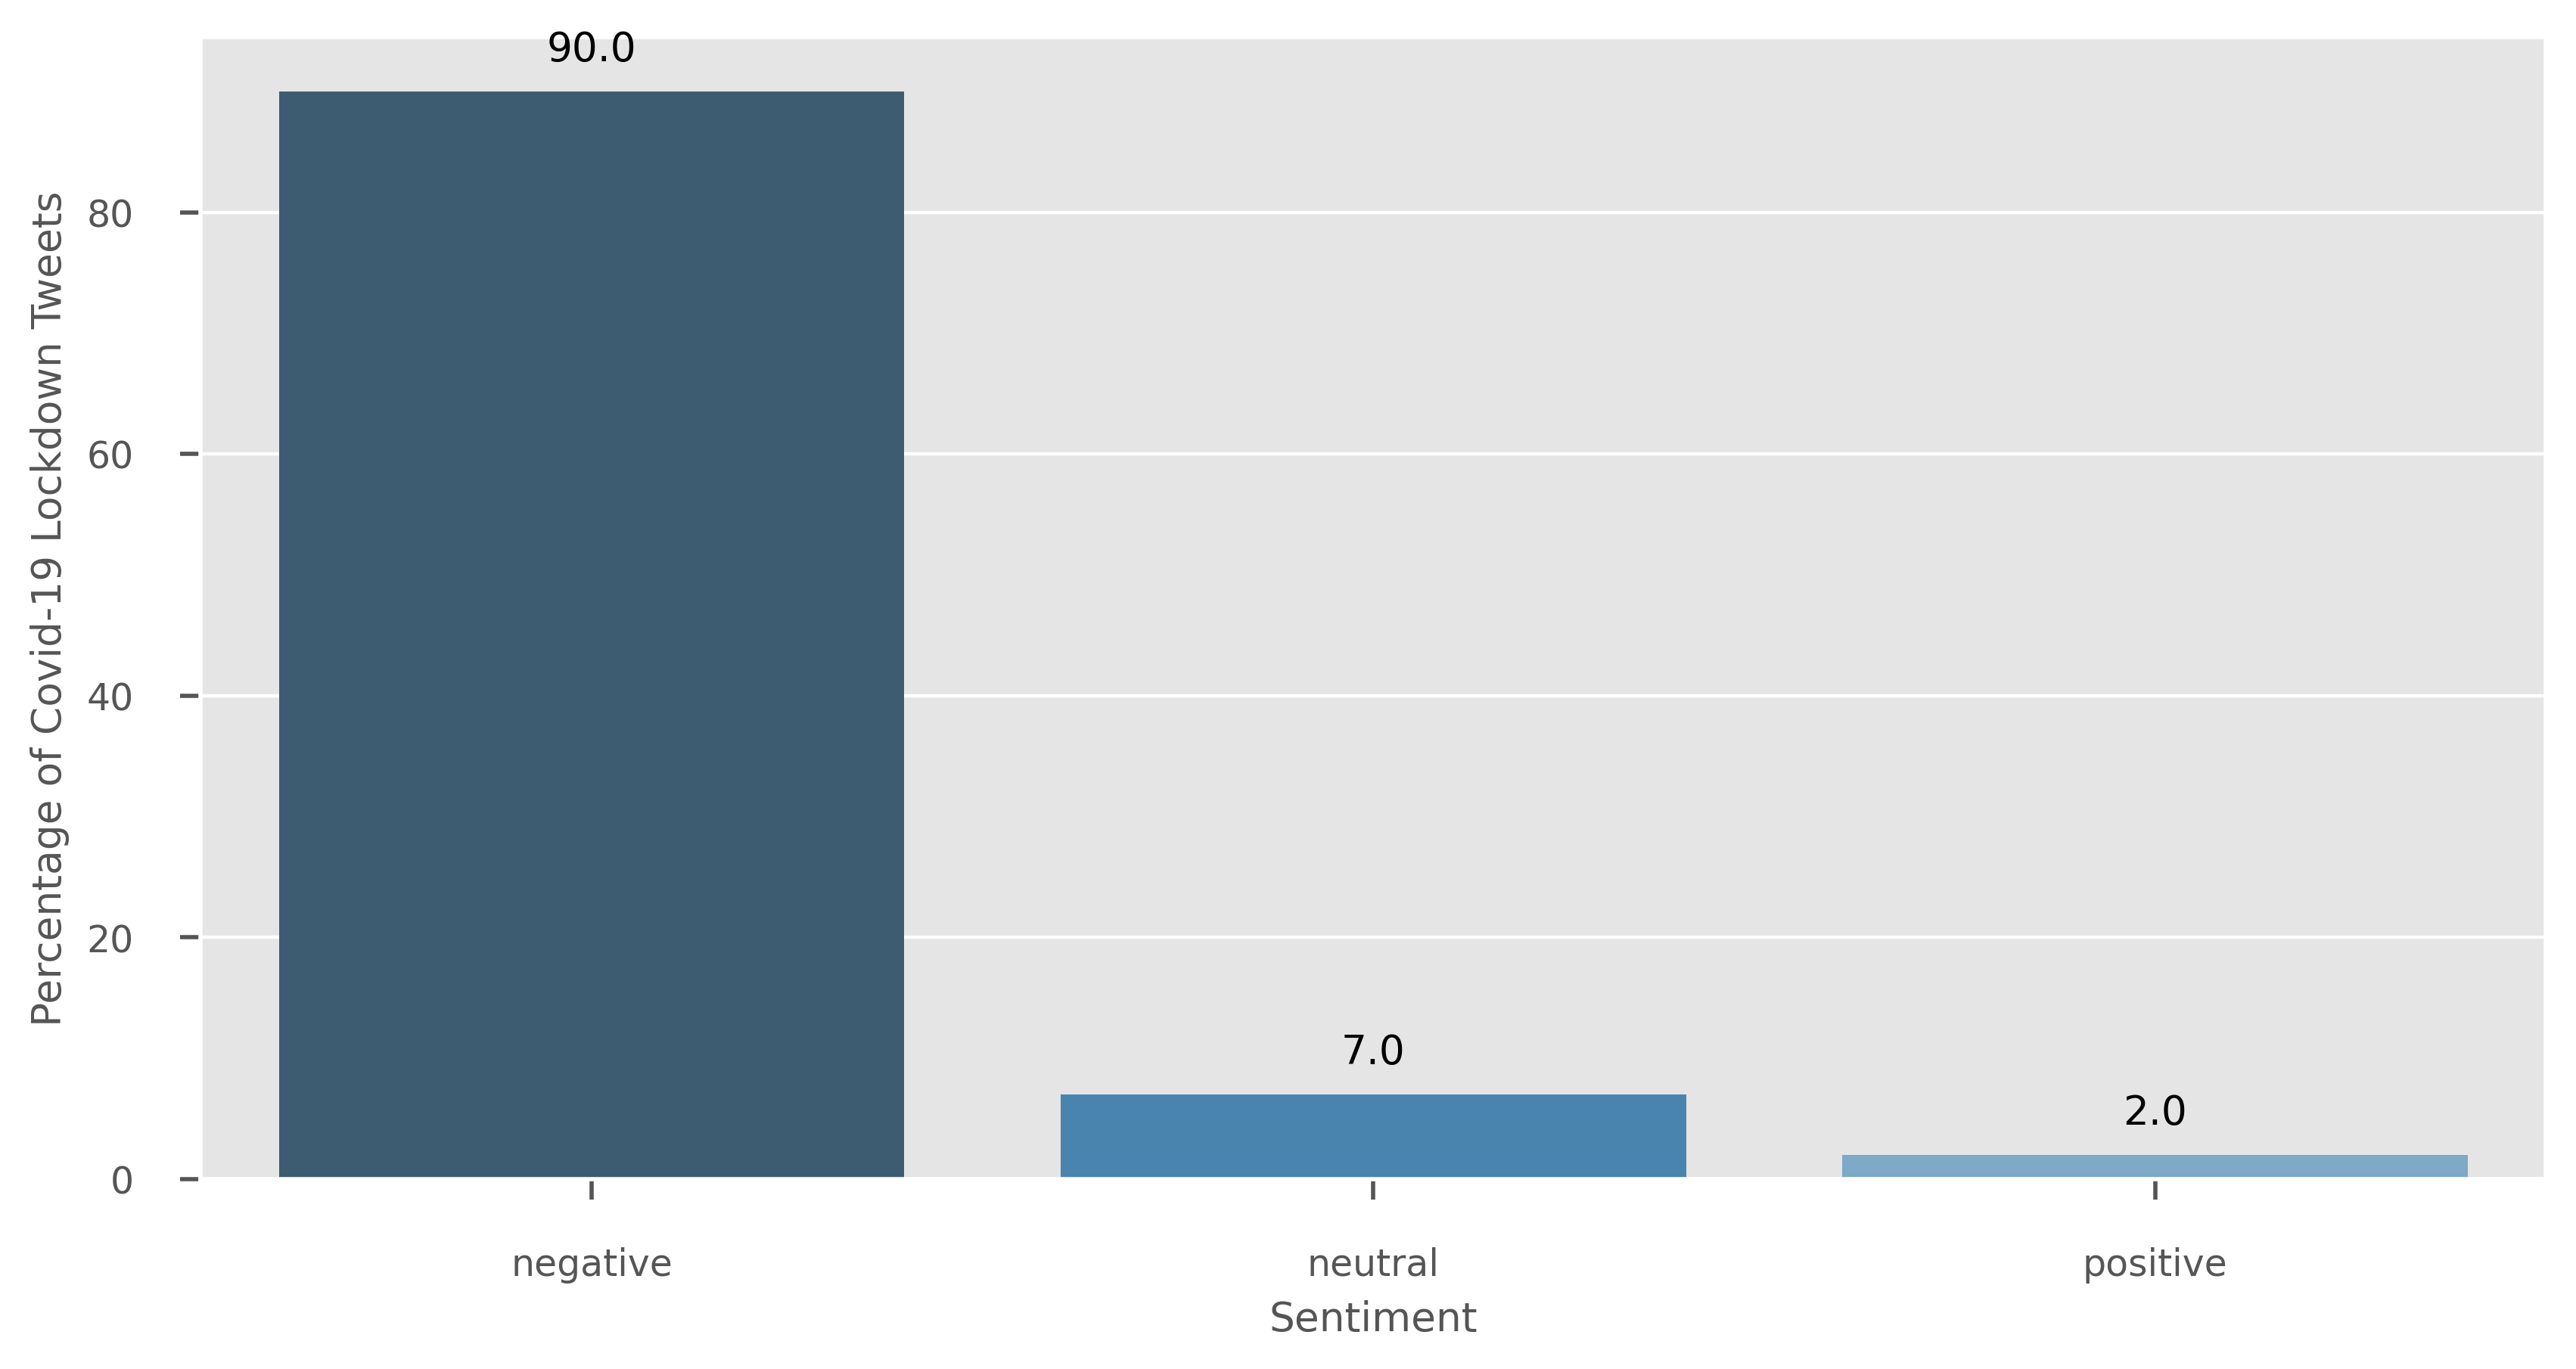 90.0
Percentage of Covid-19 Lockdown Tweets
80
60
40
20
0
7.0
2.0
negative
neutral
positive
Sentiment